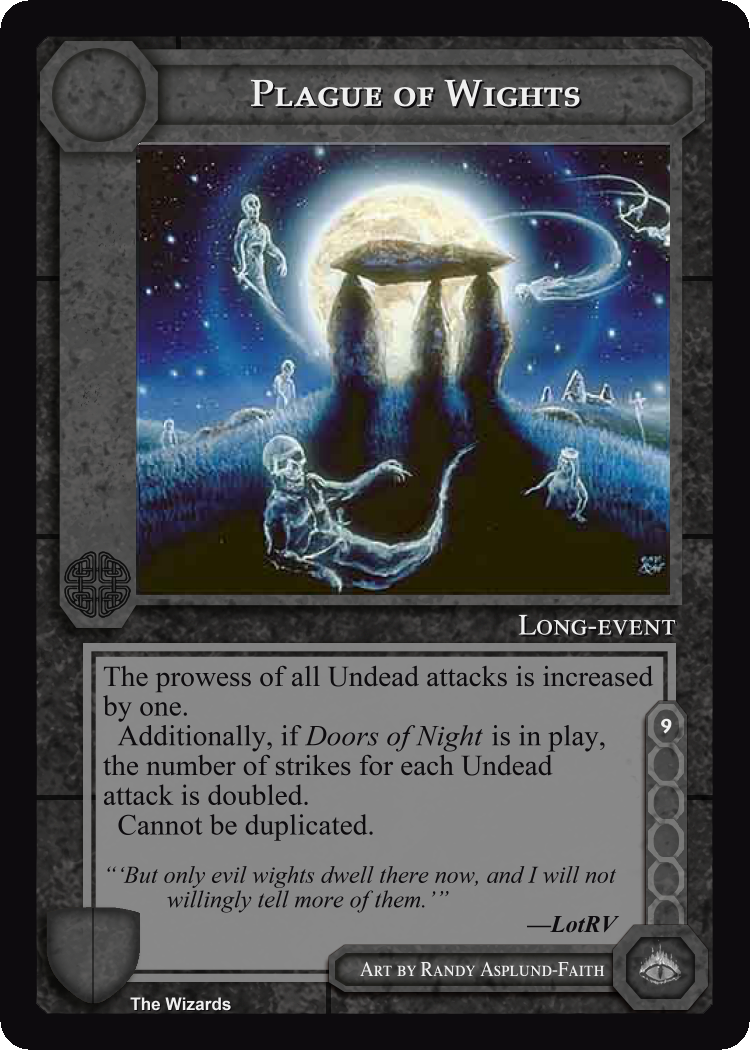 Plague of Wights
Long-event
The prowess of all Undead attacks is increased
by one.
Additionally, if Doors of Night is in play,
the number of strikes for each Undead
attack is doubled.
Cannot be duplicated.
9
“‘But only evil wights dwell there now, and I will not
willingly tell more of them.’”
—LotRV
Art by Randy Asplund-Faith
The Wizards